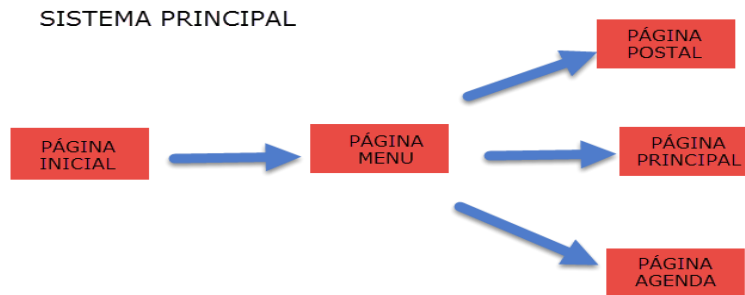 SISTEMA PRINCIPAL
PÁGINA
POSTAL
PÁGINA
INICIAL
PÁGINA
MENU
PÁGINA
PRINCIPAL
PÁGINA
AGENDA